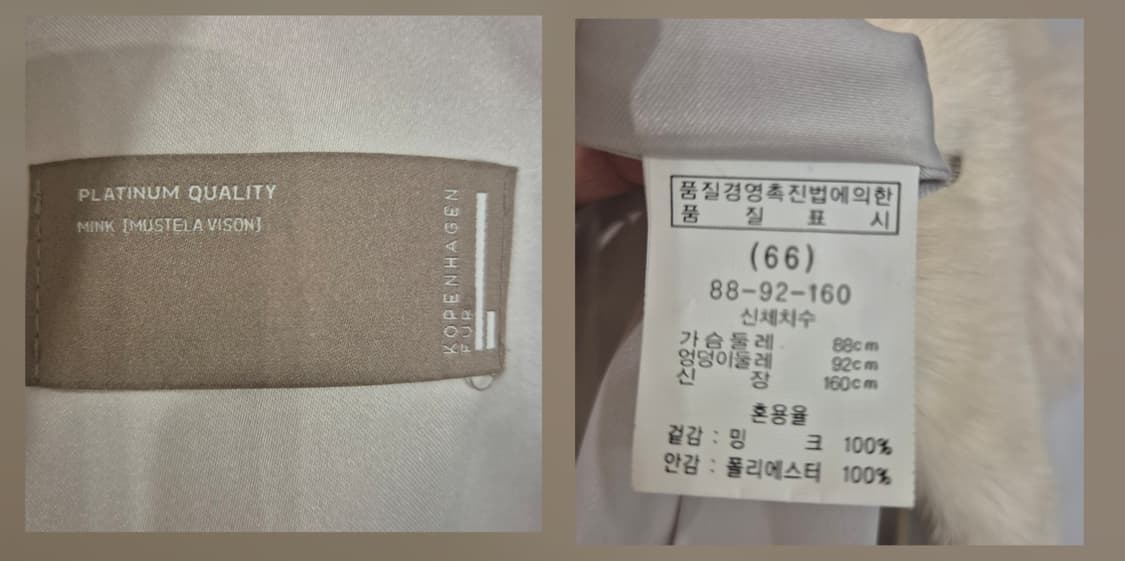 PLATINUM QUALITY
MINK [MUSTELA VISON]
KOPENHAGEN
FUR
품질경영촉진법에의한
품 질 표 시
(66)
88-92-160
신체치수
가슴둘레 88cm
엉덩이둘레 92cm
신 장 160cm
혼용율
겉감 : 밍 크 100%
안감 : 폴리에스터 100%